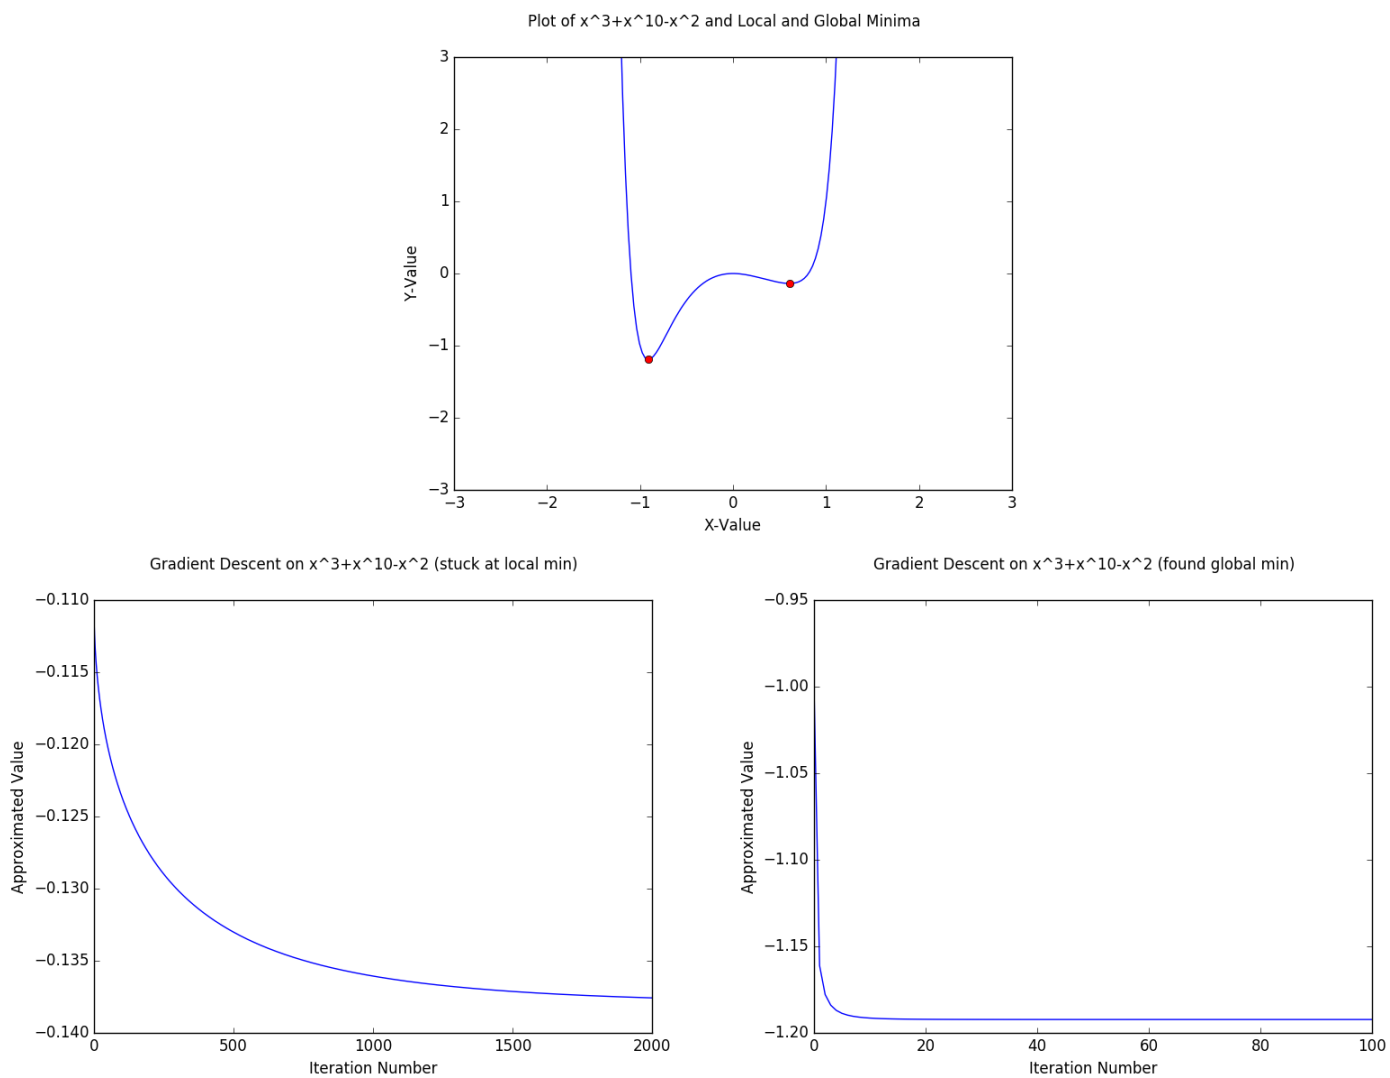 Plot of x^3+x^10-x^2 and Local and Global Minima
3
2
1
0
−1
−2
−3
Y-Value
−3 −2 −1 0 1 2 3
X-Value
Gradient Descent on x^3+x^10-x^2 (stuck at local min)
−0.110
−0.115
−0.120
−0.125
−0.130
−0.135
−0.140
Approximated Value
0 500 1000 1500 2000
Iteration Number
Gradient Descent on x^3+x^10-x^2 (found global min)
−0.95
−1.00
−1.05
−1.10
−1.15
−1.20
Approximated Value
0 20 40 60 80 100
Iteration Number